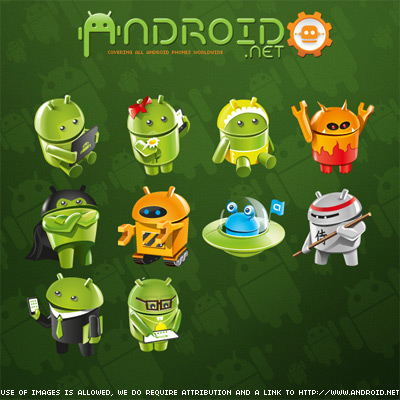 ANDROID
.NET
COVERING ALL ANDROID PHONES WORLDWIDE
侍
USE OF IMAGES IS ALLOWED, WE DO REQUIRE ATTRIBUTION AND A LINK TO HTTP://WWW.ANDROID.NET